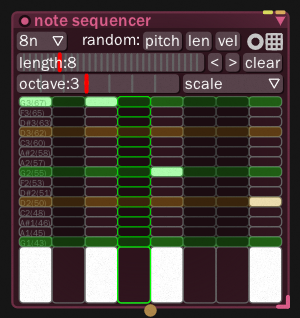 note sequencer
8n random: pitch len vel
length:8 < > clear
octave:3 scale
G3(67)
F3(65)
D#3(63)
D3(62)
C3(60)
A#2(58)
A2(57)
G2(55)
F2(53)
D#2(51)
D2(50)
C2(48)
A#1(46)
A1(45)
G1(43)